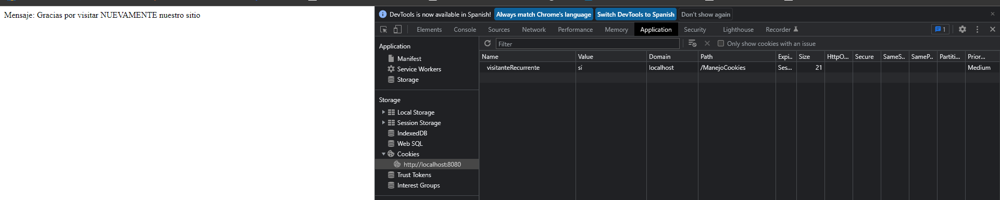 Mensaje: Gracias por visitar NUEVAMENTE nuestro sitio
DevTools is now available in Spanish! Always match Chrome's language Switch DevTools to Spanish Don't show again
Elements Console Sources Network Performance Memory Application Security Lighthouse Recorder 1
Application
Manifest
Service Workers
Storage
Storage
Local Storage
Session Storage
IndexedDB
Web SQL
Cookies
http://localhost:8080
Trust Tokens
Interest Groups
Filter Only show cookies with an issue
Name Value Domain Path Expi.. Size HttpO... Secure SameS.. SameP.. Partiti... Prior...
visitanteRecurrente si localhost /ManejoCookies Ses... 21 Medium